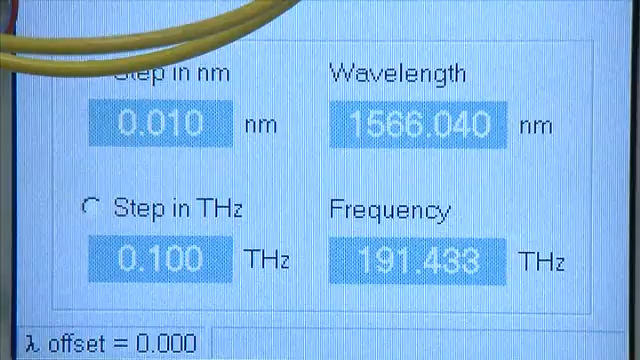 Step in nm Wavelength
0.010 nm 1566.040 nm
Step in THz Frequency
0.100 THz 191.433 THz
λ offset = 0.000